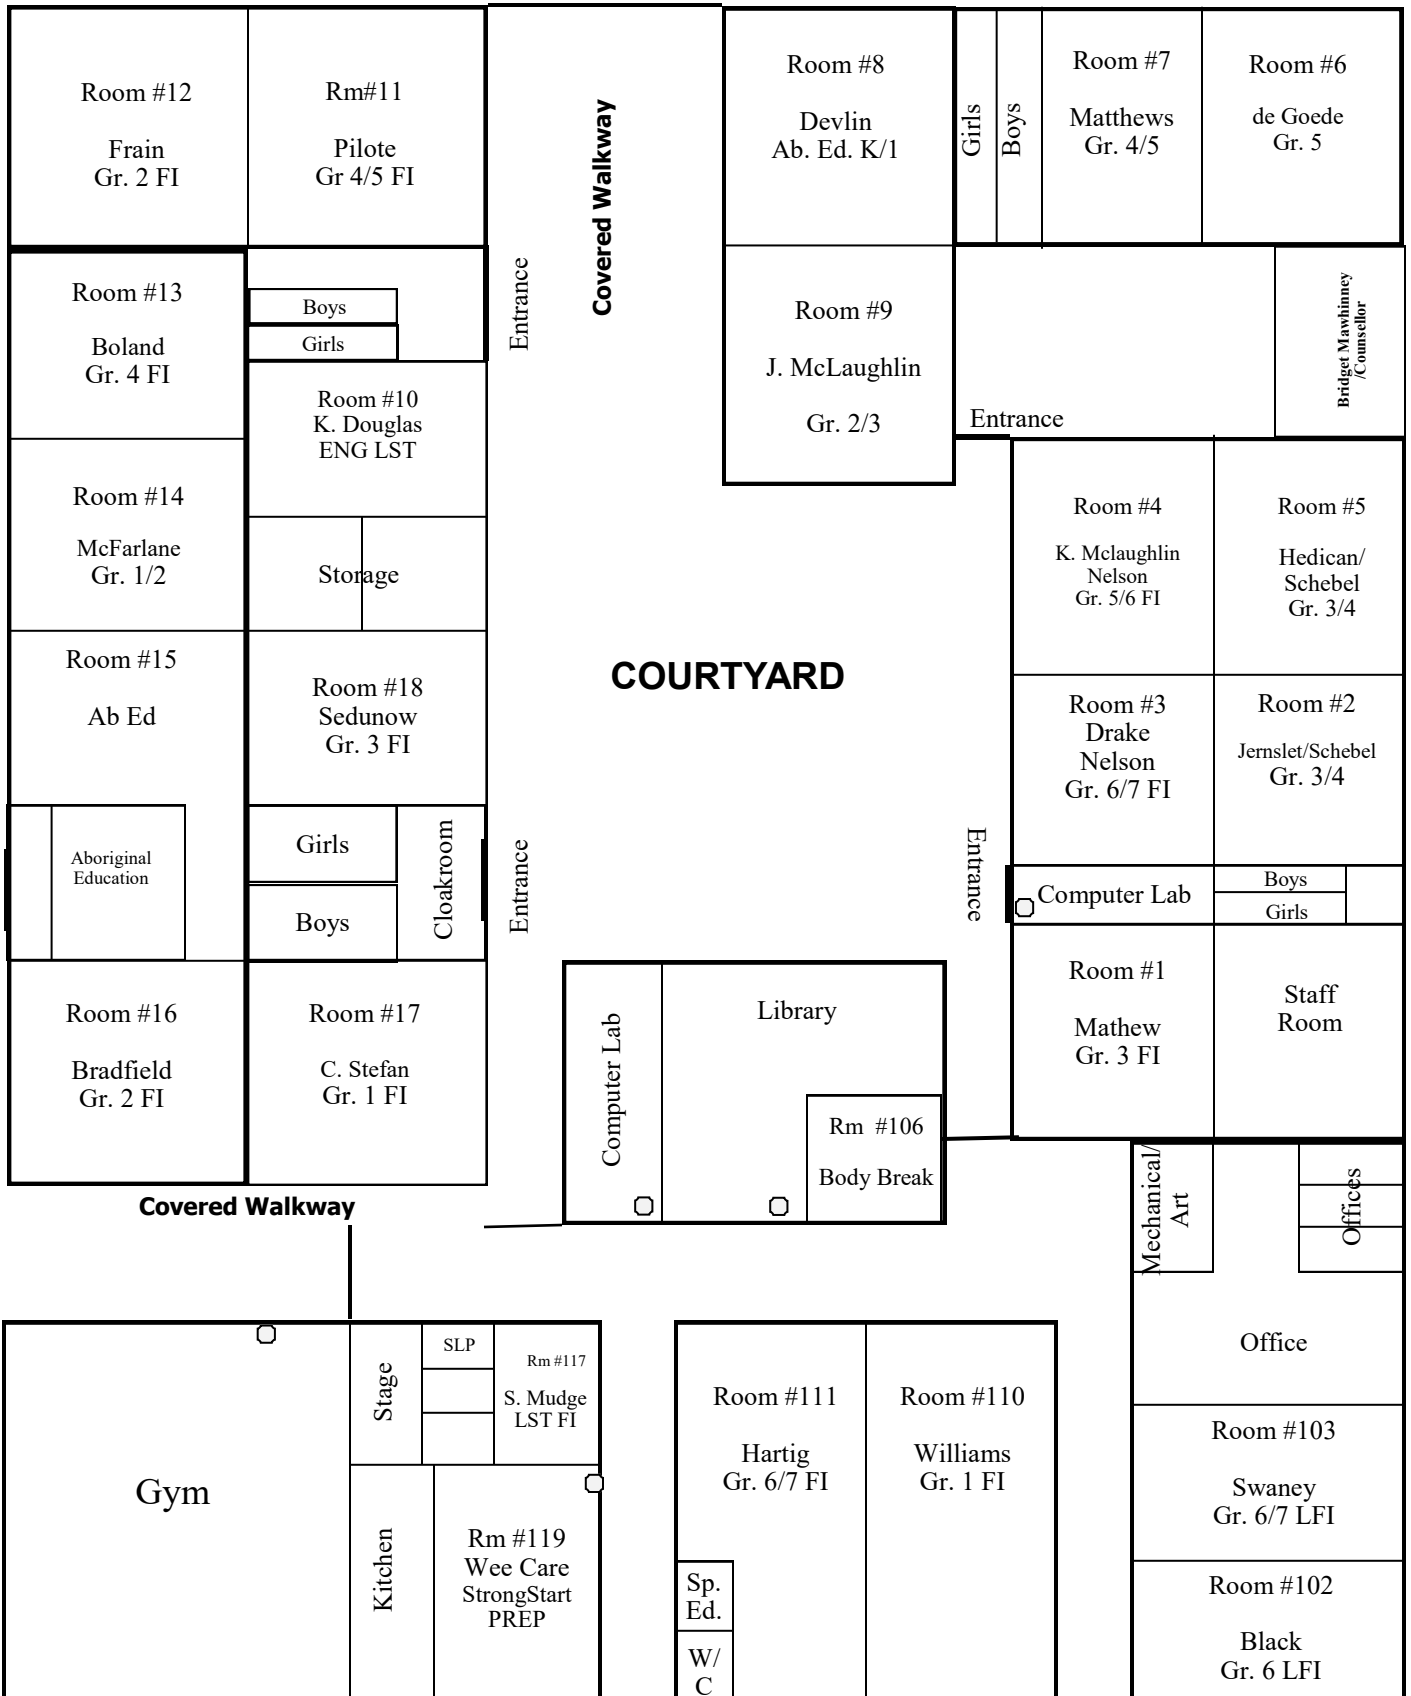 Room #12
Frain
Gr. 2 FI
Rm#11
Pilote
Gr 4/5 FI
Covered Walkway
Room #8
Devlin
Ab. Ed. K/1
Girls
Boys
Room #7
Matthews
Gr. 4/5
Room #6
de Goede
Gr. 5
Room #13
Boland
Gr. 4 FI
Boys
Girls
Entrance
Room #9
J. McLaughlin
Gr. 2/3
Entrance
Bridget Mawhinney
/Counsellor
Room #10
K. Douglas
ENG LST
Room #14
McFarlane
Gr. 1/2
Storage
Room #4
K. Mclaughlin
Nelson
Gr. 5/6 FI
Room #5
Hedican/
Schebel
Gr. 3/4
Room #15
Ab Ed
Room #18
Sedunow
Gr. 3 FI
COURTYARD
Room #3
Drake
Nelson
Gr. 6/7 FI
Room #2
Jernslet/Schebel
Gr. 3/4
Aboriginal
Education
Girls
Boys
Cloakroom
Entrance
Entrance
Computer Lab
Boys
Girls
Room #16
Bradfield
Gr. 2 FI
Room #17
C. Stefan
Gr. 1 FI
Computer Lab
Library
Rm #106
Body Break
Room #1
Mathew
Gr. 3 FI
Staff
Room
Covered Walkway
Mechanical/
Art
Offices
Office
Gym
Stage
SLP
Rm #117
S. Mudge
LST FI
Kitchen
Rm #119
Wee Care
StrongStart
PREP
Room #111
Hartig
Gr. 6/7 FI
Sp.
Ed.
W/
C
Room #110
Williams
Gr. 1 FI
Room #103
Swaney
Gr. 6/7 LFI
Room #102
Black
Gr. 6 LFI